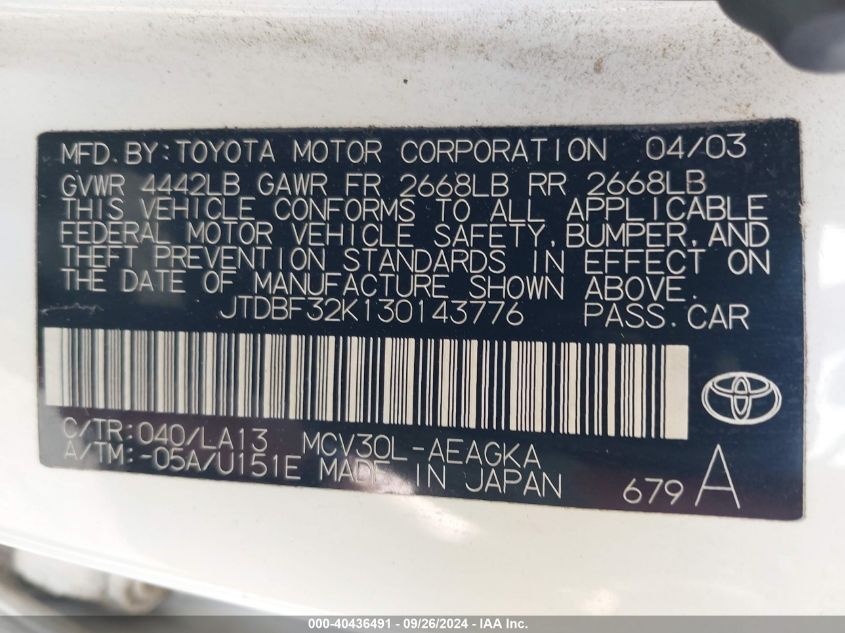 MFD. BY: TOYOTA MOTOR CORPORATION 04/03
GVWR 4442LB GAWR FR 2668LB RR 2668LB
THIS VEHICLE CONFORMS TO ALL APPLICABLE
FEDERAL MOTOR VEHICLE SAFETY, BUMPER, AND
THEFT PREVENTION STANDARDS IN EFFECT ON
THE DATE OF MANUFACTURE SHOWN ABOVE.
JTDBF32K130143776 PASS. CAR
C/TR: 040/LA13 MCV30L-AEAGKA
A/TM: -05A/U151E MADE IN JAPAN
679 A
000-40436491 - 09/26/2024 - IAA Inc.